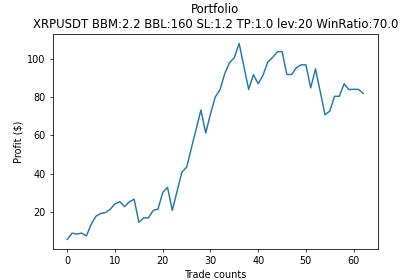 Portfolio
XRPUSDT BBM:2.2 BBL:160 SL:1.2 TP:1.0 lev:20 WinRatio:70.0
Profit ($)
100
80
60
40
20
0 10 20 30 40 50 60
Trade counts